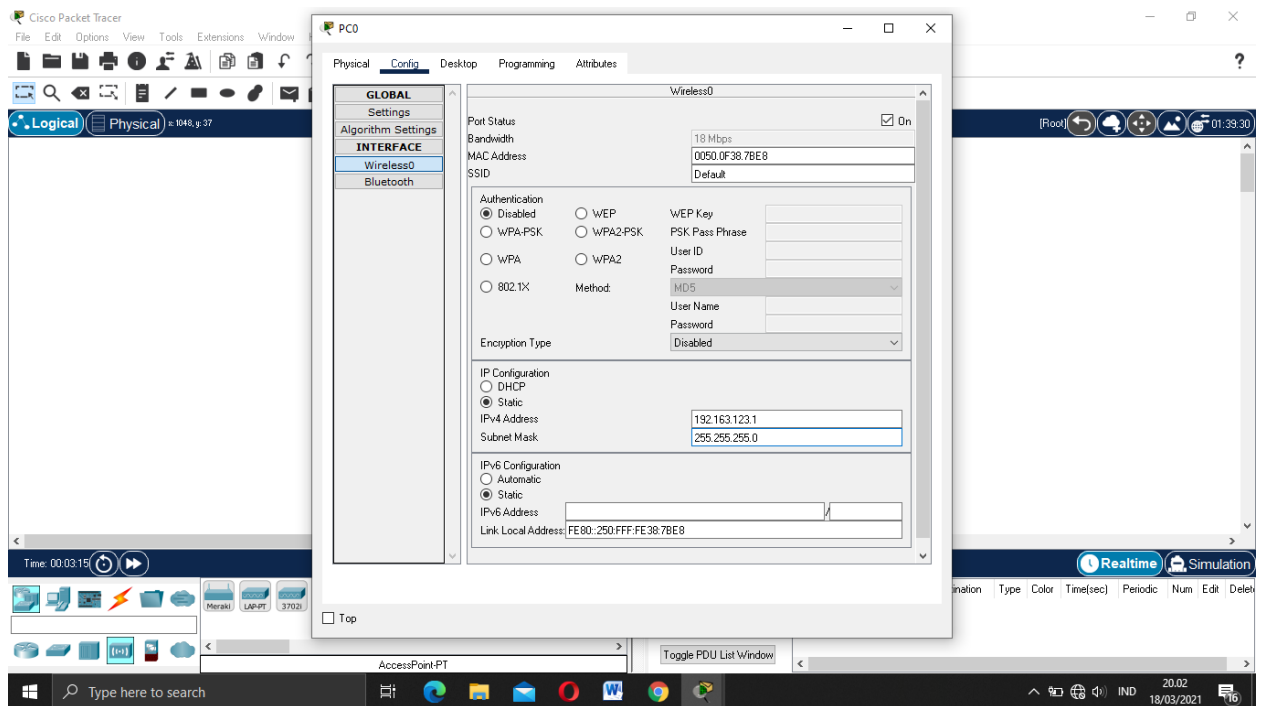 Cisco Packet Tracer
File Edit Options View Tools Extensions Window
?
Logical Physical x: 1048, y: 37
[Root] 01:39:30
PC0
Physical Config Desktop Programming Attributes
GLOBAL
Settings
Algorithm Settings
INTERFACE
Wireless0
Bluetooth
Wireless0
Port Status On
Bandwidth 18 Mbps
MAC Address 0050.0F38.7BE8
SSID Default
Authentication
Disabled WEP WEP Key
WPA-PSK WPA2-PSK PSK Pass Phrase
User ID
WPA WPA2
Password
802.1X Method: MD5
User Name
Password
Encryption Type Disabled
IP Configuration
DHCP
Static
IPv4 Address 192.163.123.1
Subnet Mask 255.255.255.0
IPv6 Configuration
Automatic
Static
IPv6 Address /
Link Local Address: FE80::250:FFF:FE38:7BE8
Top
Time: 00:03:15
Realtime Simulation
Meraki LAP-PT 3702i
ination Type Color Time(sec) Periodic Num Edit Delet
AccessPoint-PT
Toggle PDU List Window
Type here to search
IND
20.02
18/03/2021
16